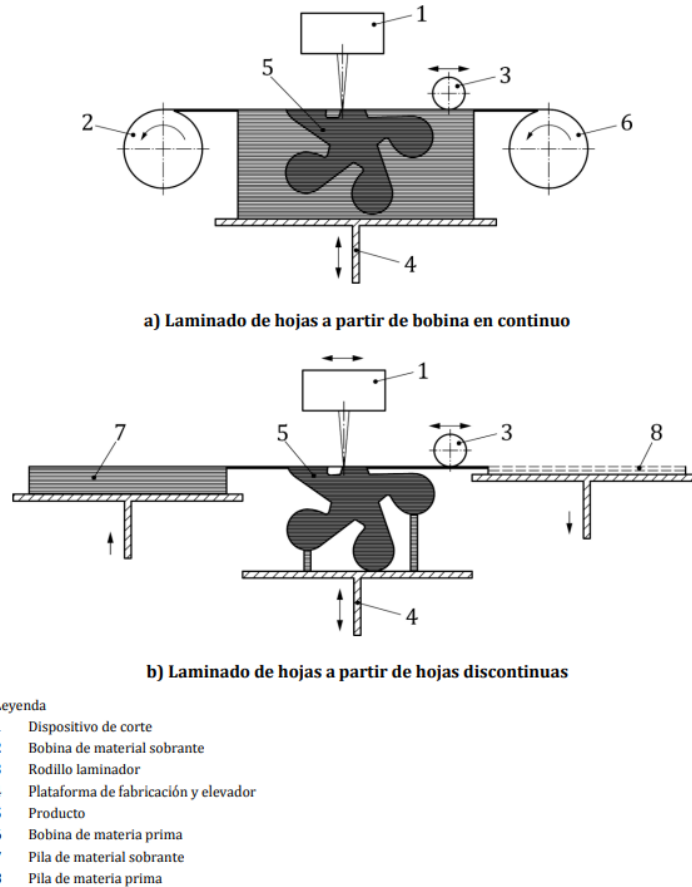 1
5
3
2
6
4
a) Laminado de hojas a partir de bobina en continuo
1
7
5
3
8
4
b) Laminado de hojas a partir de hojas discontinuas
eyenda
Dispositivo de corte
Bobina de material sobrante
Rodillo laminador
Plataforma de fabricación y elevador
Producto
Bobina de materia prima
Pila de material sobrante
Pila de materia prima